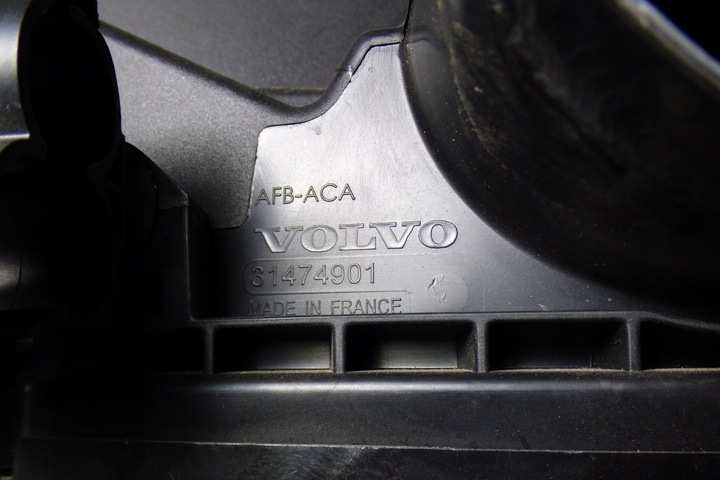 AFB-ACA
VOLVO
31474901
MADE IN FRANCE